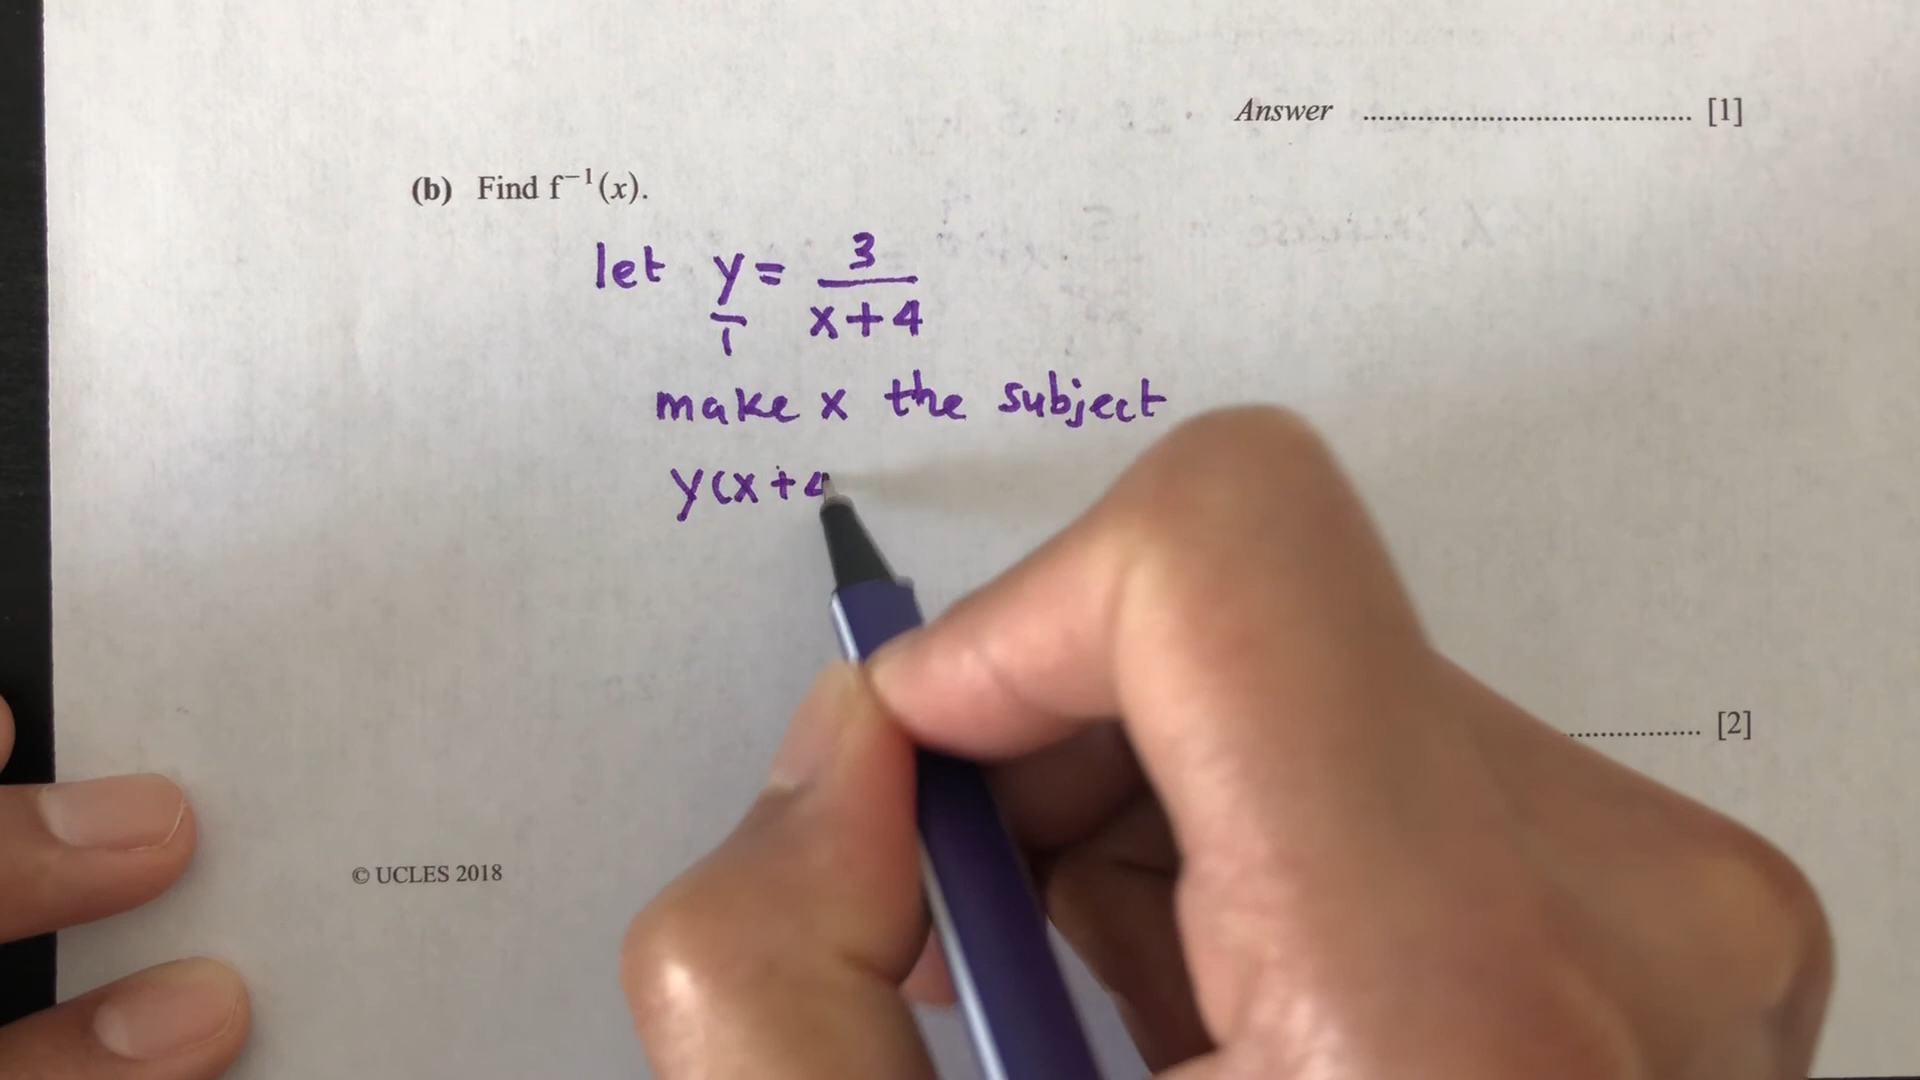 Answer ........................................ [1]
(b) Find f⁻¹(x).
let y/1 = 3/(x+4)
make x the subject
y(x+4
................. [2]
© UCLES 2018